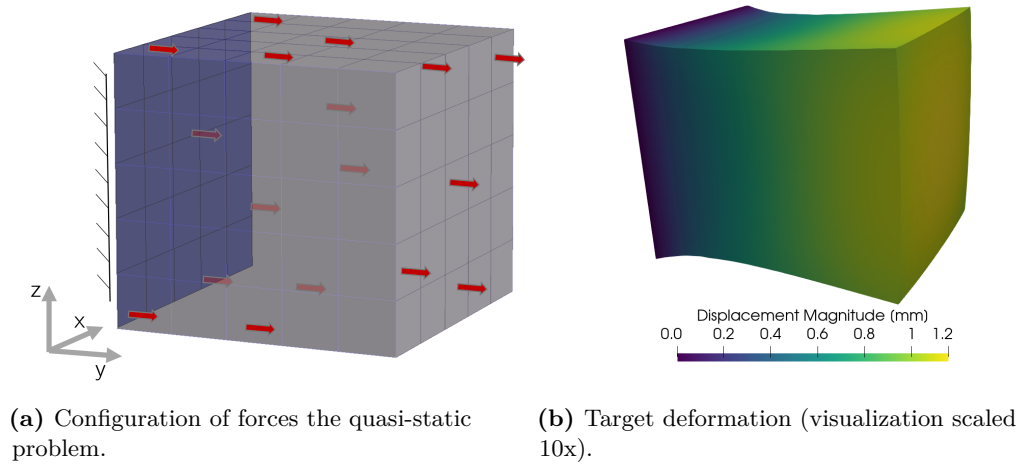 z
x
y
Displacement Magnitude (mm)
0.0 0.2 0.4 0.6 0.8 1 1.2
(a) Configuration of forces the quasi-static
problem.
(b) Target deformation (visualization scaled
10x).